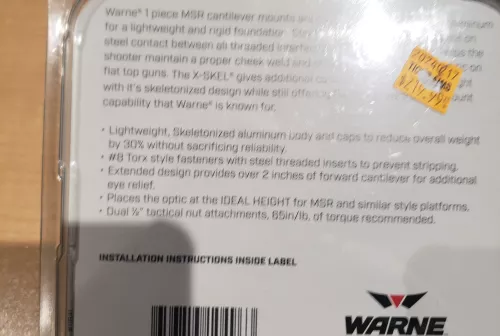 Warne® 1 piece MSR cantilever mounts are
for a lightweight and rigid foundation.
steel contact between all threaded
shooter maintain a proper cheek weld and
flat top guns. The X-SKEL® gives additional
with it's skeletonized design while still
capability that Warne® is known for.
• Lightweight, Skeletonized aluminum body and caps to reduce overall weight
by 30% without sacrificing reliability.
• #8 Torx style fasteners with steel threaded inserts to prevent stripping.
• Extended design provides over 2 inches of forward cantilever for additional
eye relief.
• Places the optic at the IDEAL HEIGHT for MSR and similar style platforms.
• Dual ½" tactical nut attachments, 65in/lb. of torque recommended.
INSTALLATION INSTRUCTIONS INSIDE LABEL
WARNE